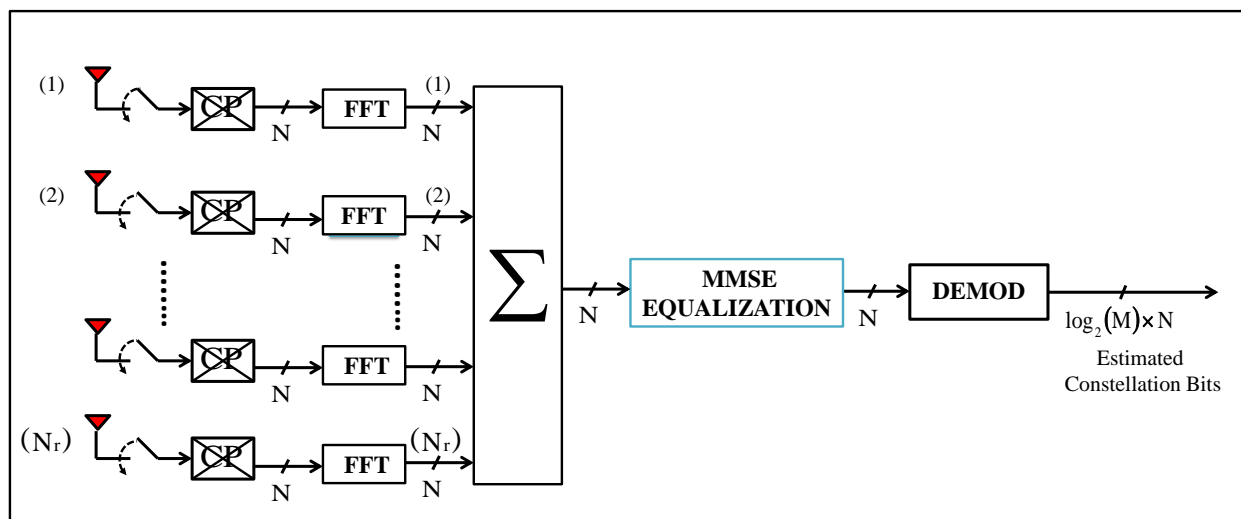 (1)
CP
N
FFT
(1)
N
(2)
CP
N
FFT
(2)
N
∑
N
MMSE
EQUALIZATION
N
DEMOD
log₂(M)×N
Estimated
Constellation Bits
CP
N
FFT
N
(Nr)
CP
N
FFT
(Nr)
N